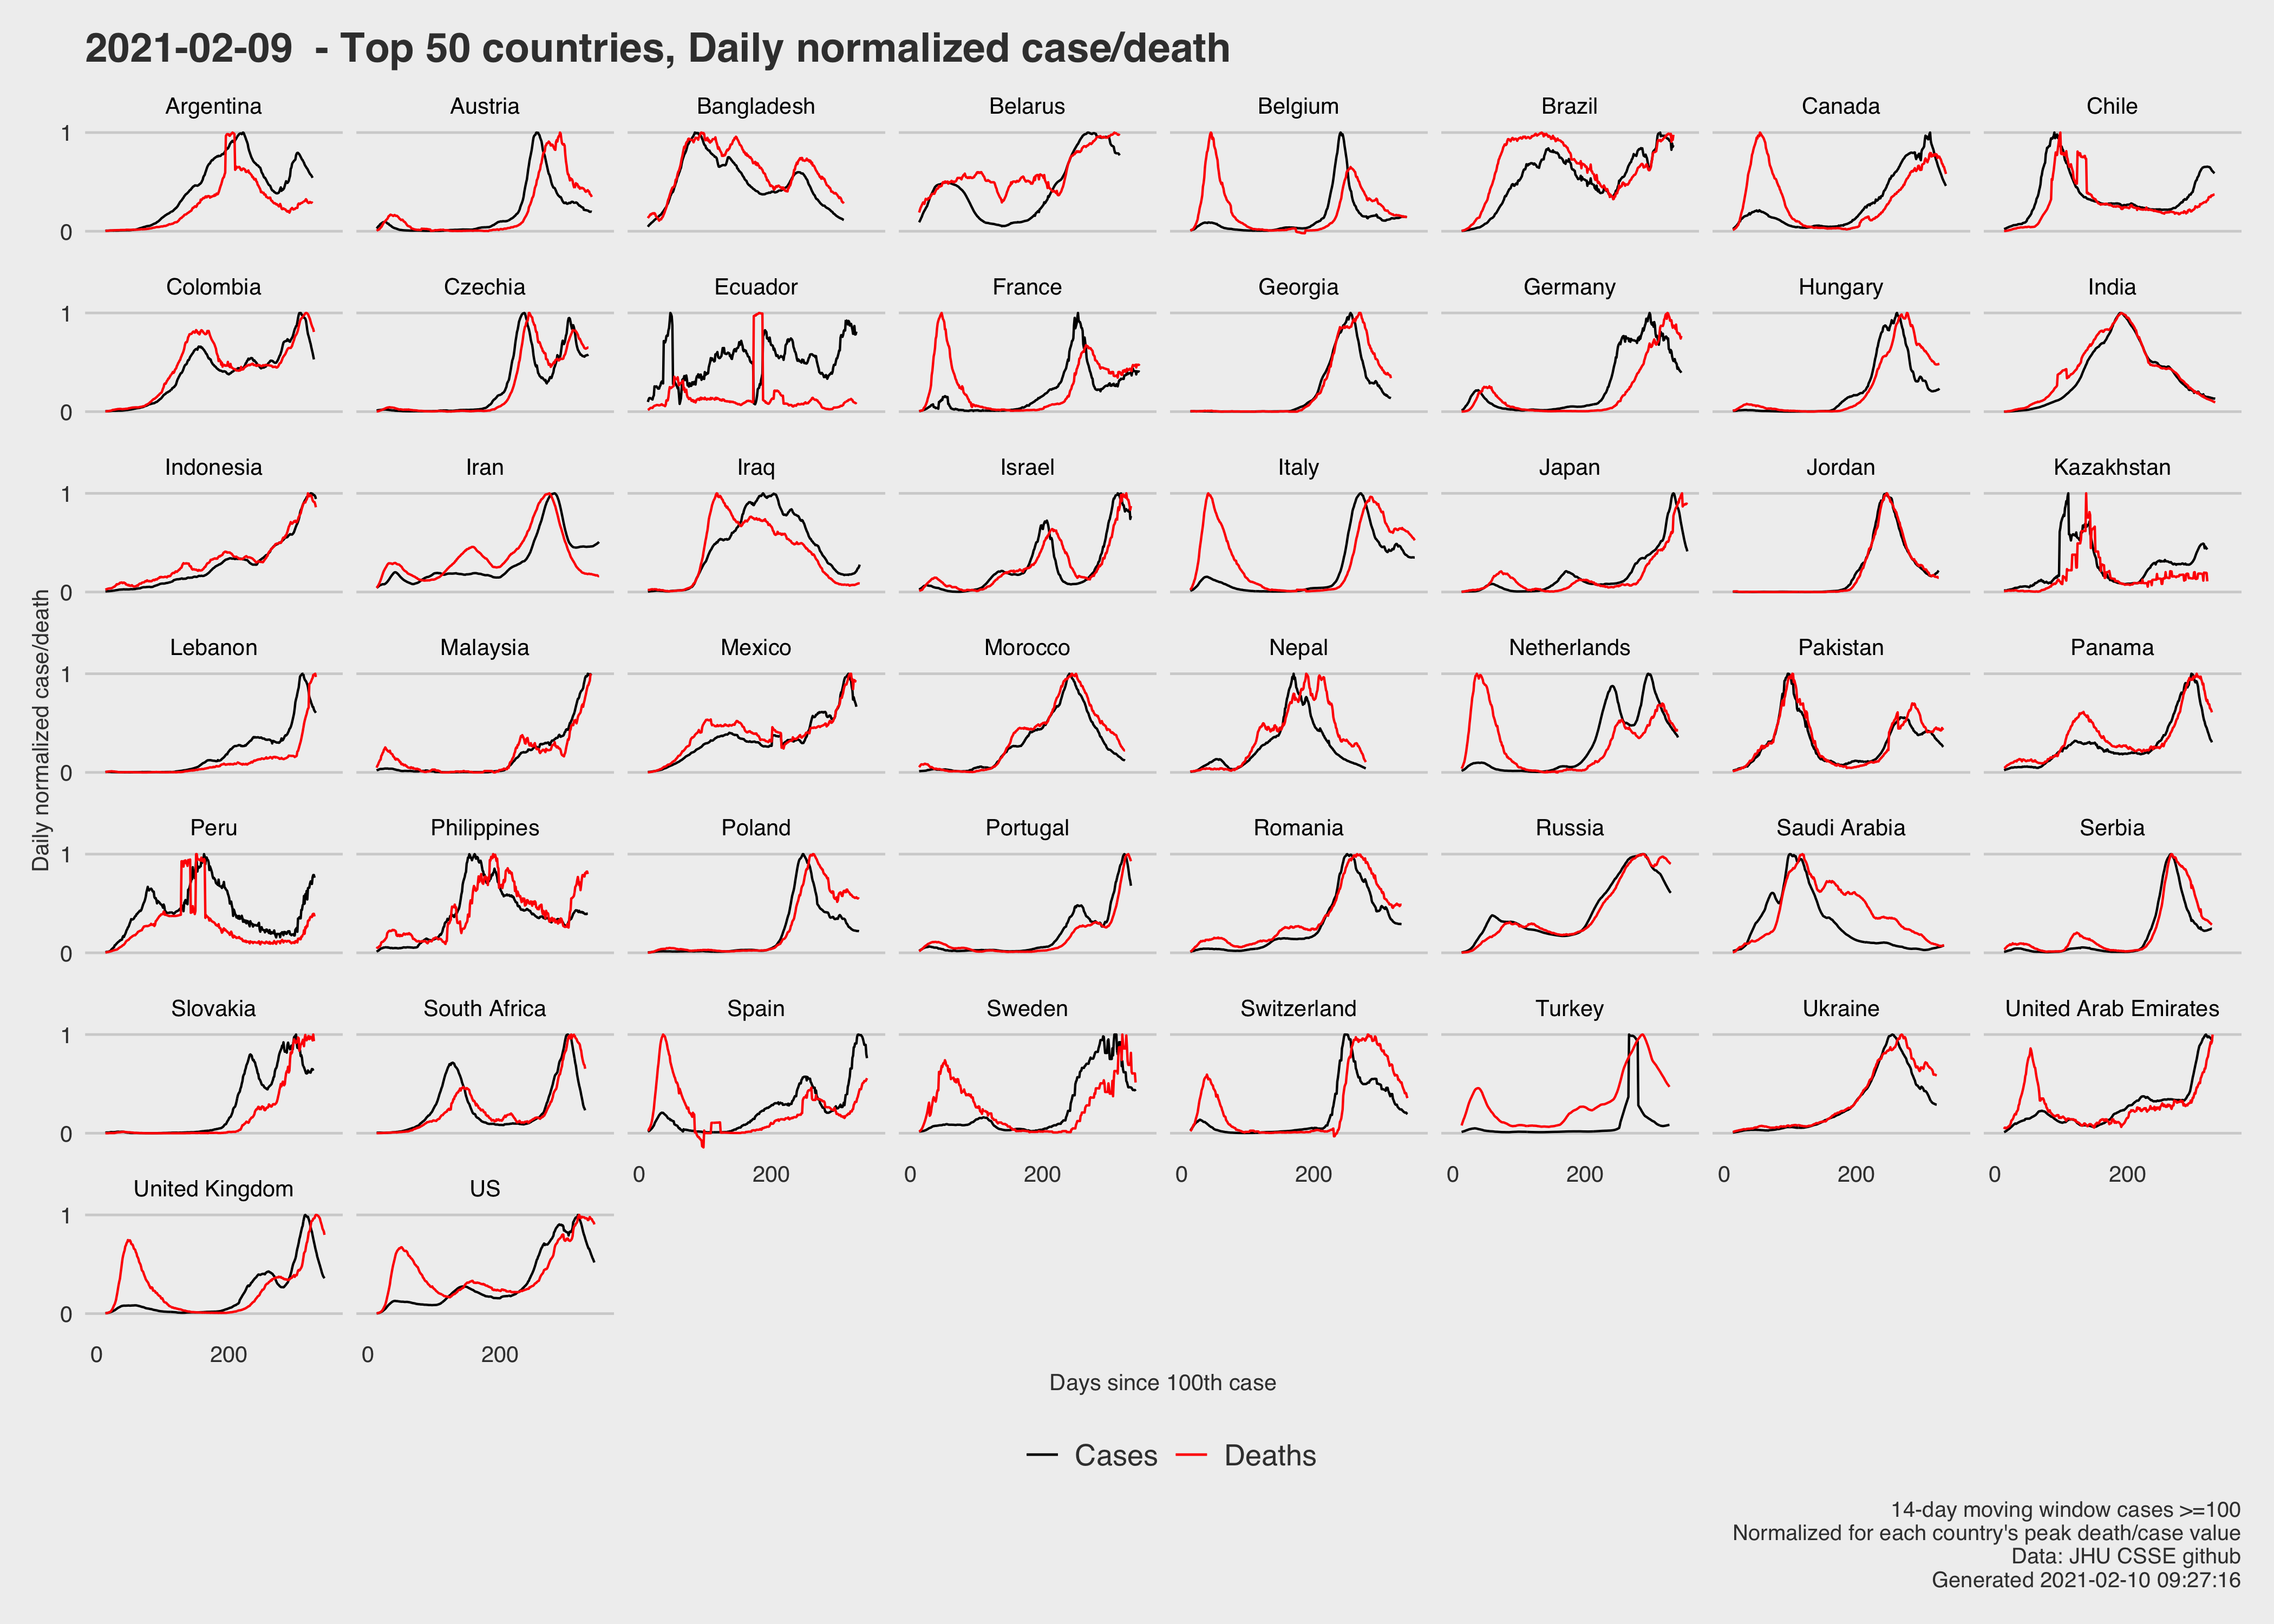 2021-02-09  - Top 50 countries, Daily normalized case/death
Argentina Austria Bangladesh Belarus Belgium Brazil Canada Chile
1
0
Colombia Czechia Ecuador France Georgia Germany Hungary India
1
0
Indonesia Iran Iraq Israel Italy Japan Jordan Kazakhstan
1
0
Daily normalized case/death
Lebanon Malaysia Mexico Morocco Nepal Netherlands Pakistan Panama
1
0
Peru Philippines Poland Portugal Romania Russia Saudi Arabia Serbia
1
0
Slovakia South Africa Spain Sweden Switzerland Turkey Ukraine United Arab Emirates
1
0
0 200 0 200 0 200 0 200 0 200 0 200
United Kingdom US
1
0
0 200 0 200
Days since 100th case
Cases Deaths
14-day moving window cases >=100
Normalized for each country's peak death/case value
Data: JHU CSSE github
Generated 2021-02-10 09:27:16